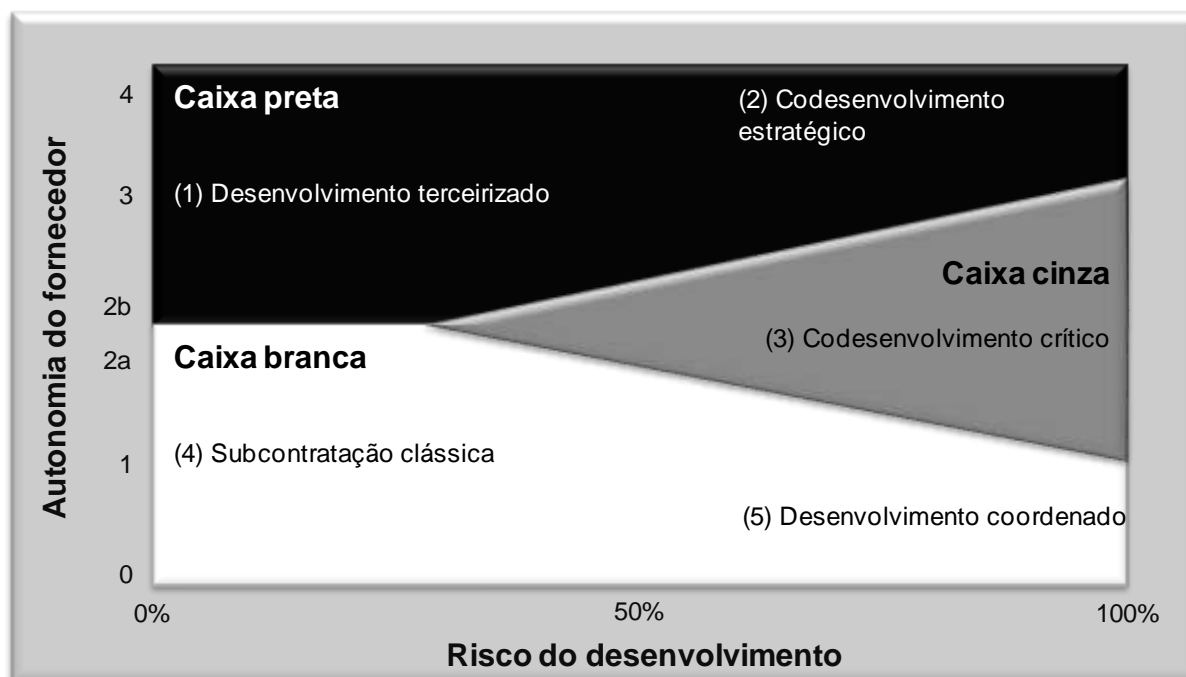 Autonomia do fornecedor
4
3
2b
2a
1
0
Caixa preta
(2) Codesenvolvimento
estratégico
(1) Desenvolvimento terceirizado
Caixa cinza
(3) Codesenvolvimento crítico
Caixa branca
(4) Subcontratação clássica
(5) Desenvolvimento coordenado
0%
50%
100%
Risco do desenvolvimento